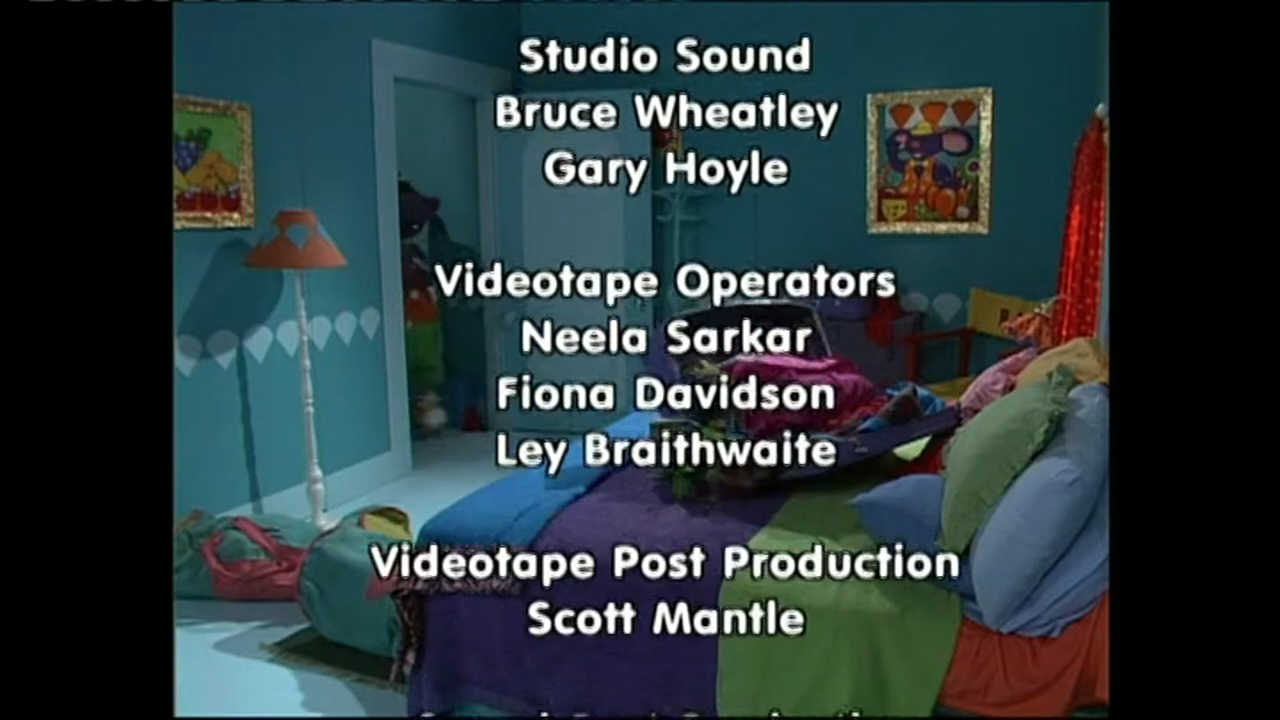 Studio Sound
Bruce Wheatley
Gary Hoyle
Videotape Operators
Neela Sarkar
Fiona Davidson
Ley Braithwaite
Videotape Post Production
Scott Mantle